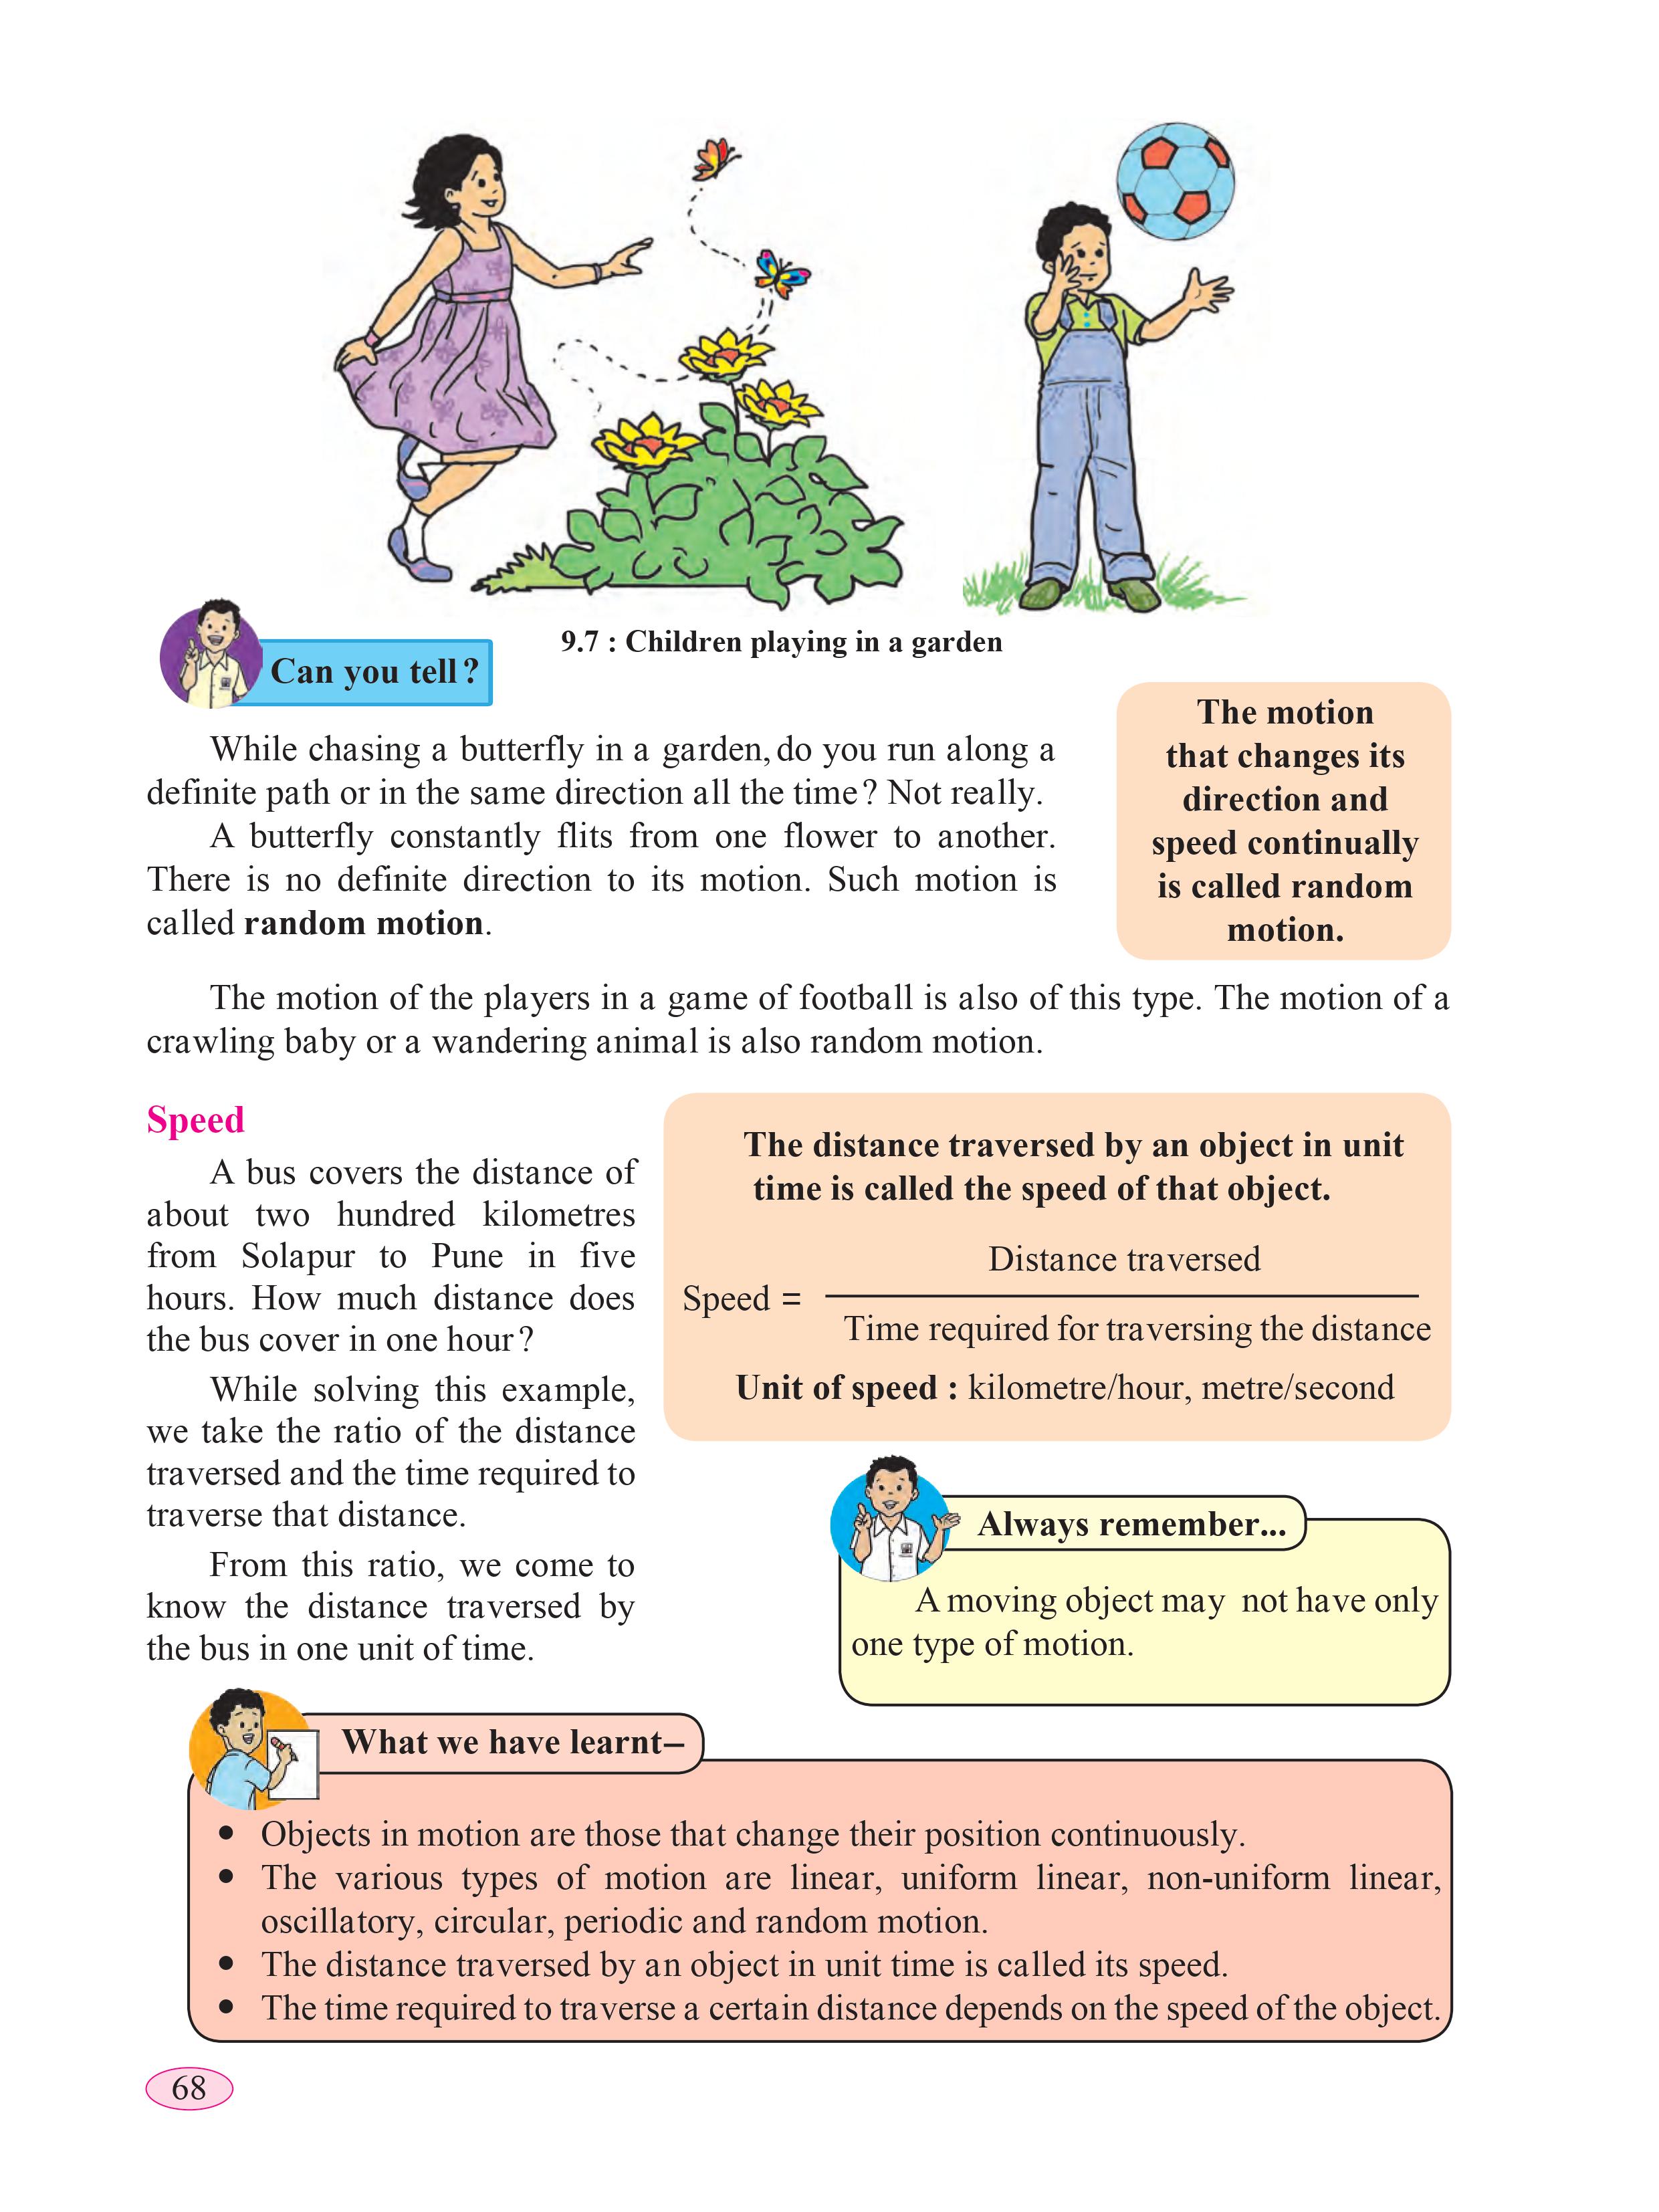 9.7 : Children playing in a garden
Can you tell?
While chasing a butterfly in a garden, do you run along a
definite path or in the same direction all the time? Not really.
A butterfly constantly flits from one flower to another.
There is no definite direction to its motion. Such motion is
called random motion.
The motion
that changes its
direction and
speed continually
is called random
motion.
The motion of the players in a game of football is also of this type. The motion of a
crawling baby or a wandering animal is also random motion.
Speed
A bus covers the distance of
about two hundred kilometres
from Solapur to Pune in five
hours. How much distance does
the bus cover in one hour?
While solving this example,
we take the ratio of the distance
traversed and the time required to
traverse that distance.
From this ratio, we come to
know the distance traversed by
the bus in one unit of time.
The distance traversed by an object in unit
time is called the speed of that object.
Distance traversed
Speed =
Time required for traversing the distance
Unit of speed : kilometre/hour, metre/second
Always remember...
A moving object may not have only
one type of motion.
What we have learnt–
• Objects in motion are those that change their position continuously.
• The various types of motion are linear, uniform linear, non-uniform linear,
oscillatory, circular, periodic and random motion.
• The distance traversed by an object in unit time is called its speed.
• The time required to traverse a certain distance depends on the speed of the object.
68